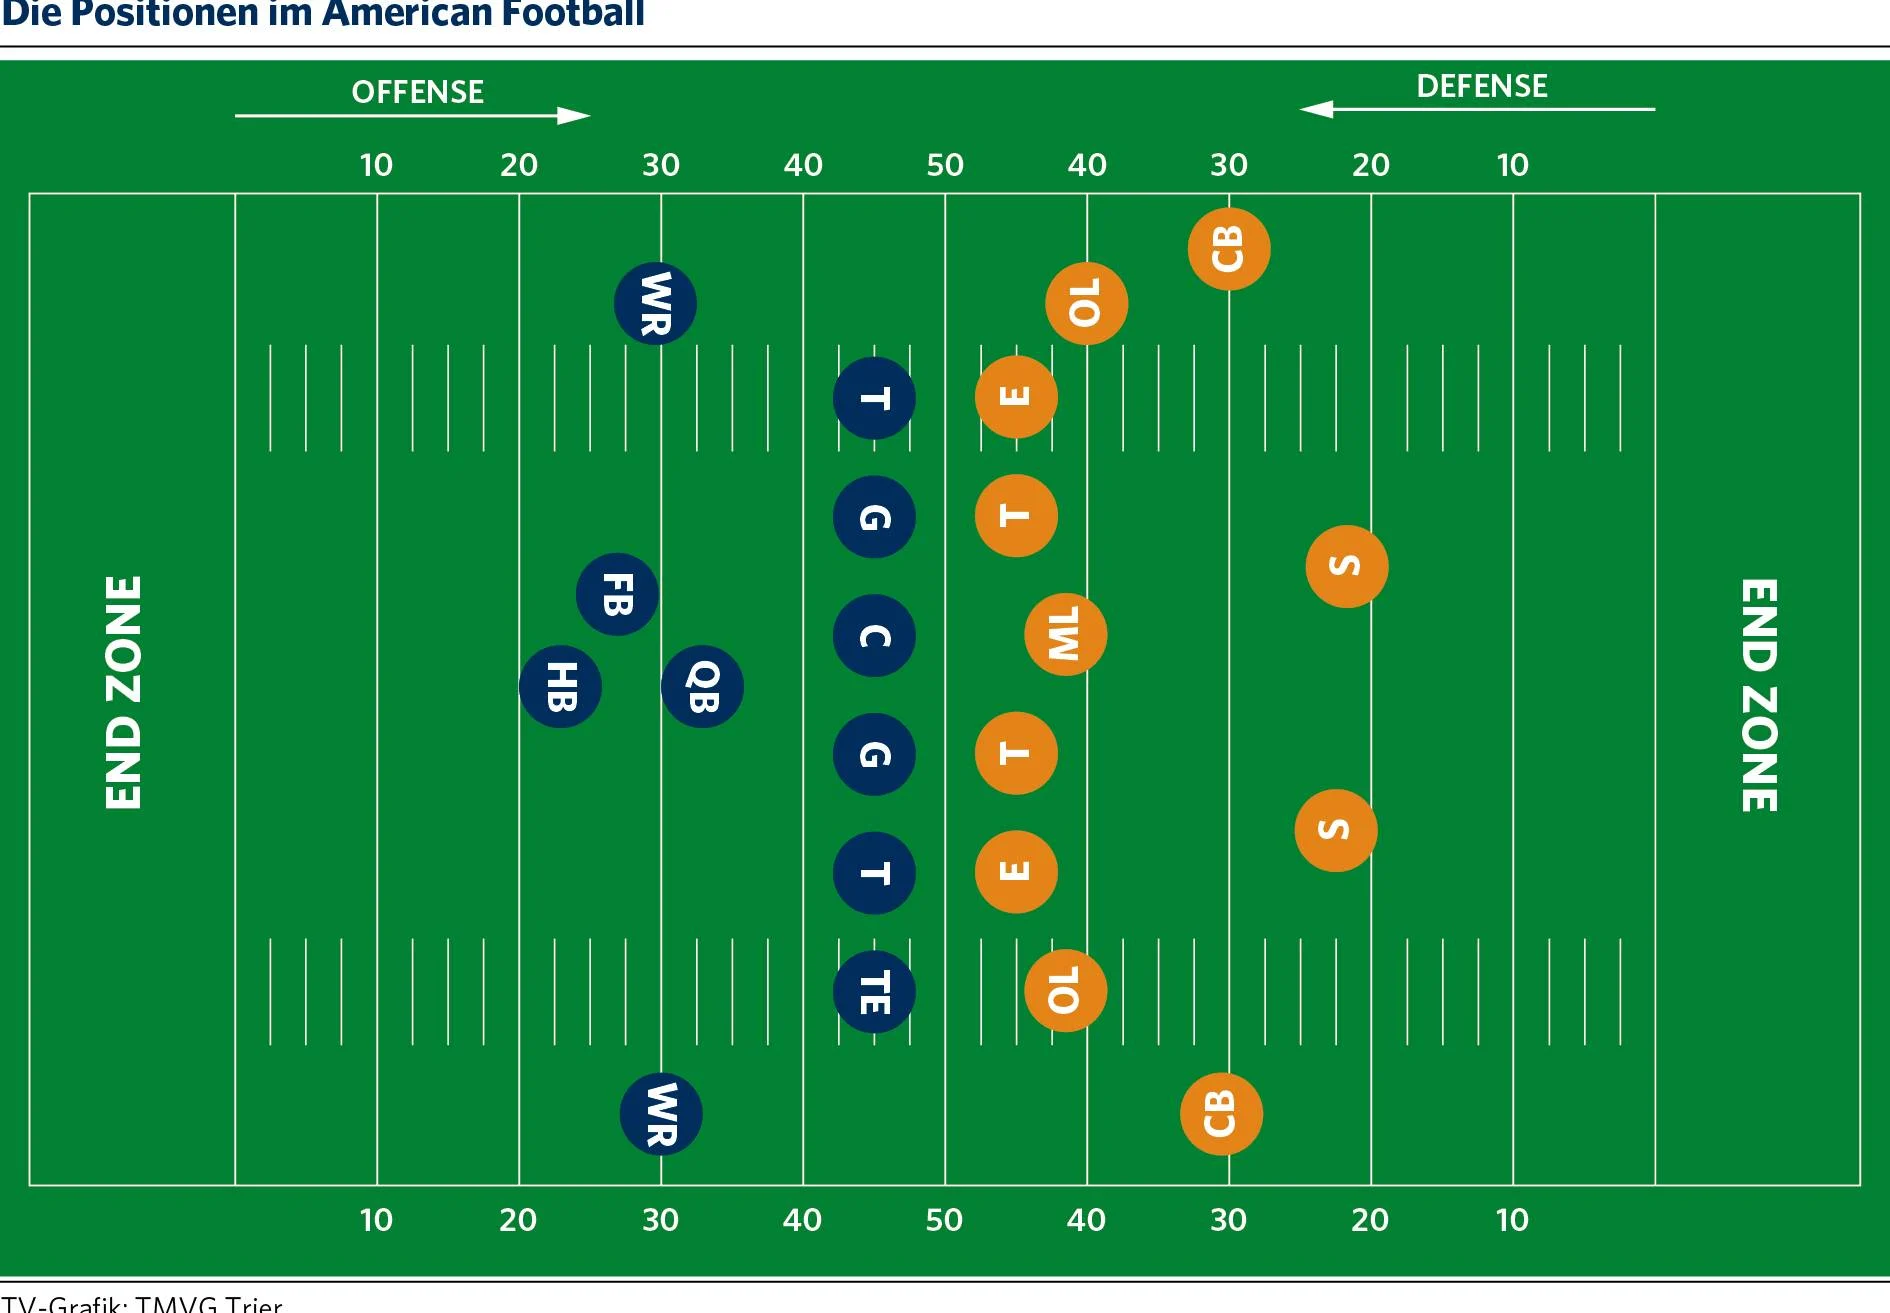 Die Positionen im American Football
OFFENSE
DEFENSE
10 20 30 40 50 40 30 20 10
CB
WR
OL
T
E
G
T
S
FB
C
ML
HB
QB
END ZONE
END ZONE
G
T
S
T
E
TE
OL
WR
CB
10 20 30 40 50 40 30 20 10
TV-Grafik: TMVG Trier